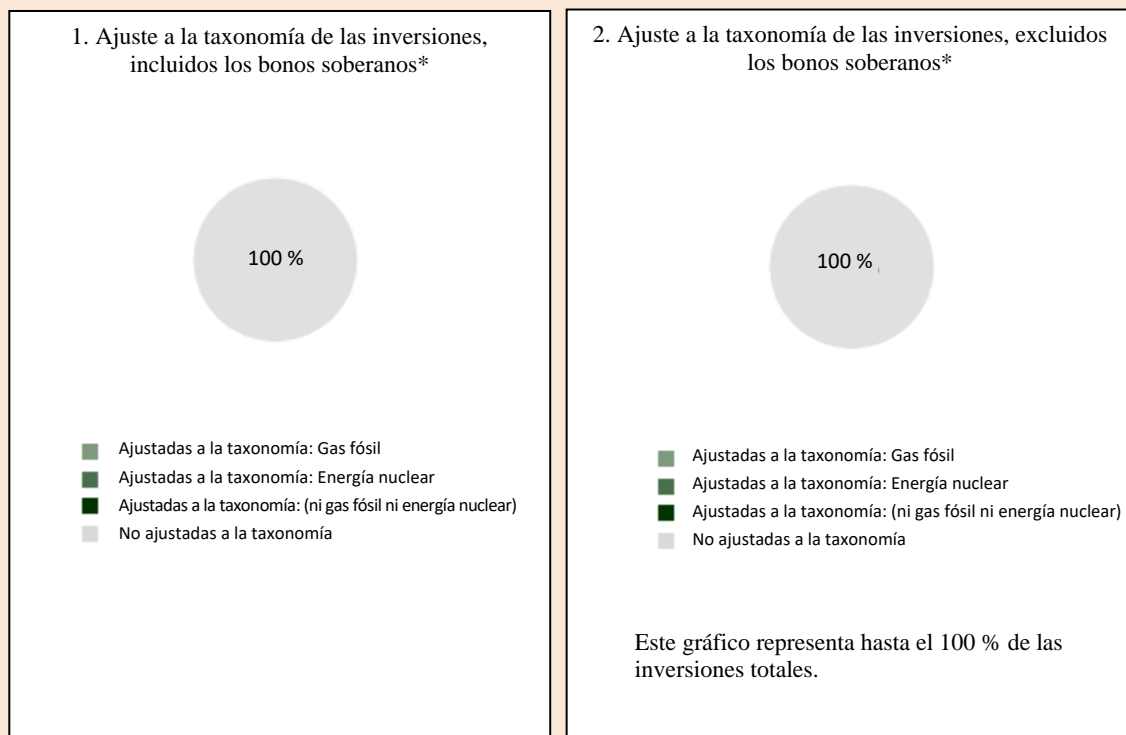 1. Ajuste a la taxonomía de las inversiones,
incluidos los bonos soberanos*
100 %
Ajustadas a la taxonomía: Gas fósil
Ajustadas a la taxonomía: Energía nuclear
Ajustadas a la taxonomía: (ni gas fósil ni energía nuclear)
No ajustadas a la taxonomía
2. Ajuste a la taxonomía de las inversiones, excluidos
los bonos soberanos*
100 %
Ajustadas a la taxonomía: Gas fósil
Ajustadas a la taxonomía: Energía nuclear
Ajustadas a la taxonomía: (ni gas fósil ni energía nuclear)
No ajustadas a la taxonomía
Este gráfico representa hasta el 100 % de las
inversiones totales.